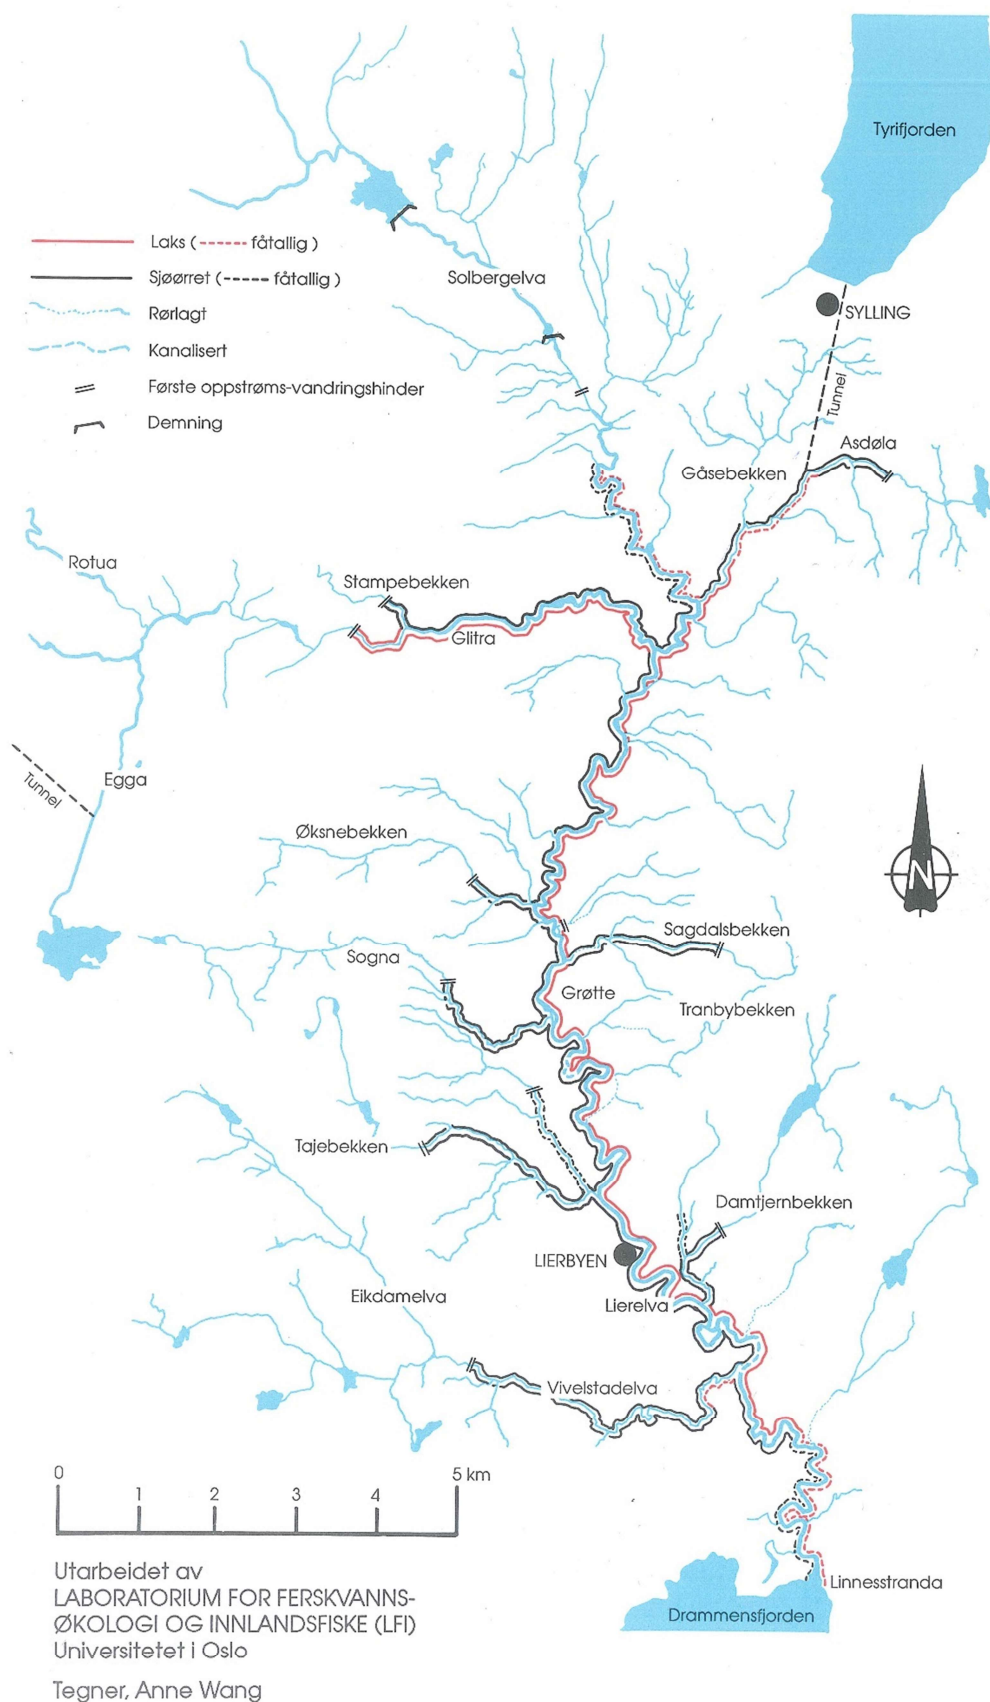 Tyrifjorden
Laks ( ------ fåtallig )
Sjøørret ( ------ fåtallig )
Rørlagt
Kanalisert
Første oppstrøms-vandringshinder
Demning
Solbergelva
SYLLING
Tunnel
Asdøla
Gåsebekken
Rotua
Stampebekken
Glitra
Egga
Tunnel
Øksnebekken
N
Sagdalsbekken
Sogna
Grøtte
Tranbybekken
Tajebekken
Damtjernbekken
LIERBYEN
Eikdamelva
Lierelva
Vivelstadelva
0 1 2 3 4 5 km
Utarbeidet av
LABORATORIUM FOR FERSKVANNS-
ØKOLOGI OG INNLANDSFISKE (LFI)
Universitetet i Oslo
Tegner, Anne Wang
Linnesstranda
Drammensfjorden